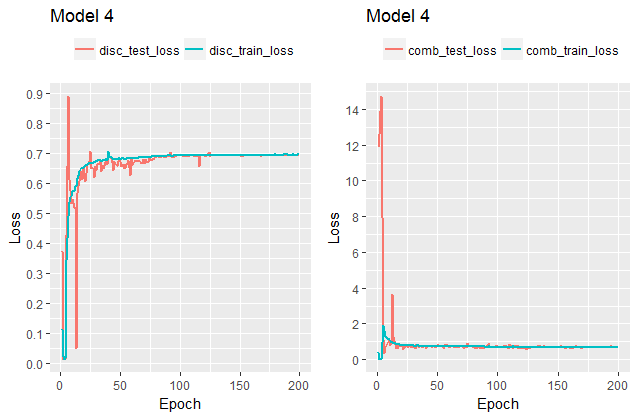 Model 4
disc_test_loss disc_train_loss
0.9
0.8
0.7
0.6
0.5
0.4
0.3
0.2
0.1
0.0
Loss
0 50 100 150 200
Epoch
Model 4
comb_test_loss comb_train_loss
14
12
10
8
6
4
2
0
Loss
0 50 100 150 200
Epoch